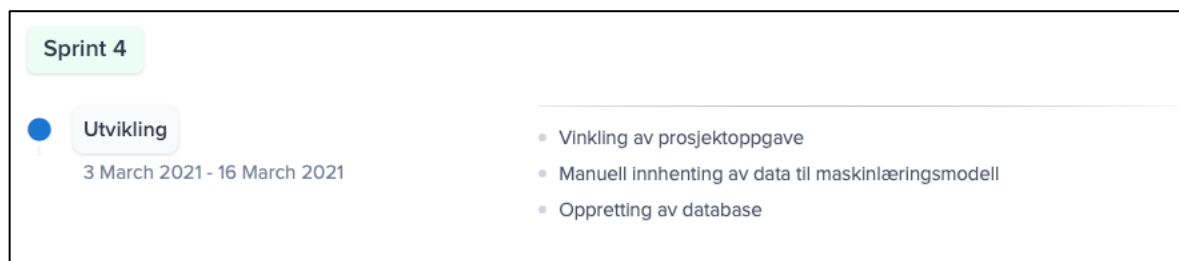 Sprint 4
Utvikling
3 March 2021 - 16 March 2021
Vinkling av prosjektoppgave
Manuell innhenting av data til maskinlæringsmodell
Oppretting av database